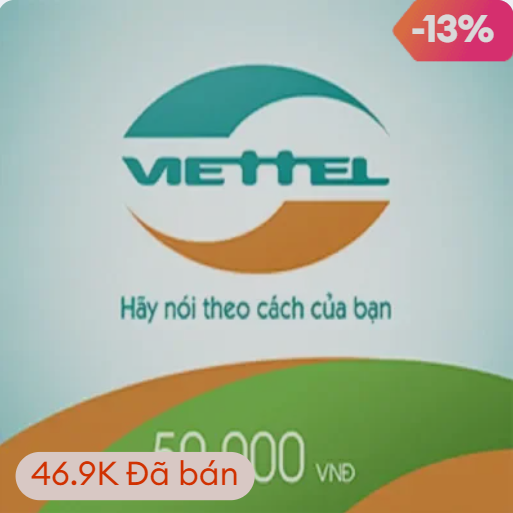 -13%
VIETTEL
Hãy nói theo cách của bạn
50.000 VNĐ
46.9K Đã bán